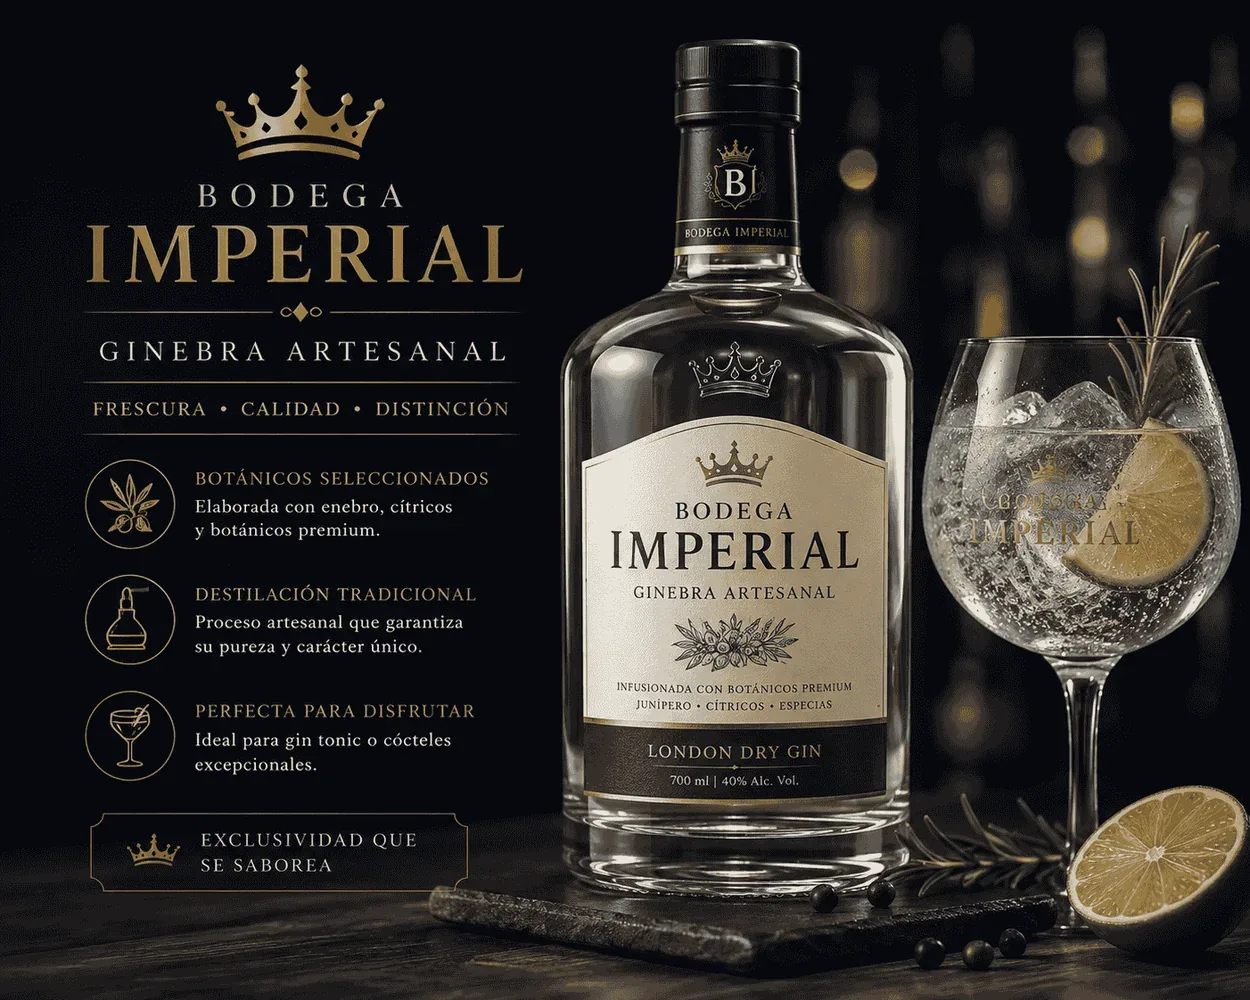 BODEGA
IMPERIAL
GINEBRA ARTESANAL
FRESCURA • CALIDAD • DISTINCIÓN
BOTÁNICOS SELECCIONADOS
Elaborada con enebro, cítricos
y botánicos premium.
DESTILACIÓN TRADICIONAL
Proceso artesanal que garantiza
su pureza y carácter único.
PERFECTA PARA DISFRUTAR
Ideal para gin tonic o cócteles
excepcionales.
EXCLUSIVIDAD QUE
SE SABOREA
BI
BODEGA IMPERIAL
BODEGA
IMPERIAL
GINEBRA ARTESANAL
INFUSIONADA CON BOTÁNICOS PREMIUM
JUNÍPERO • CÍTRICOS • ESPECIAS
LONDON DRY GIN
700 ml | 40% Alc. Vol.
IMPERIAL